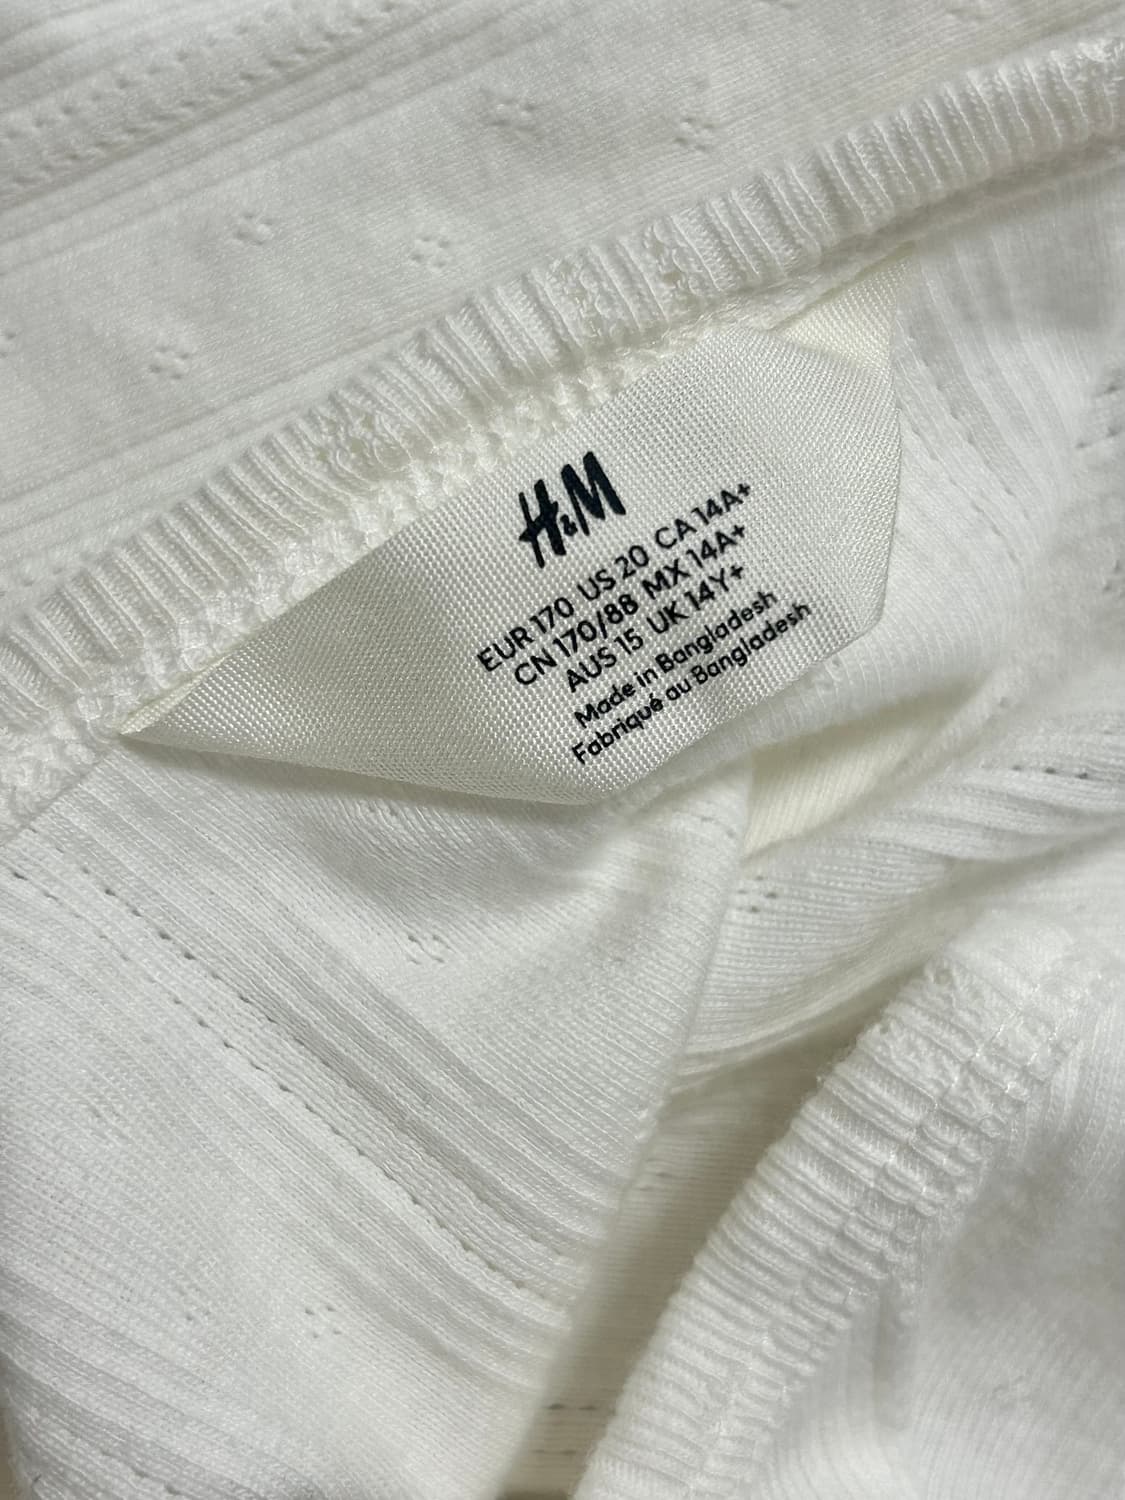 H&M
EUR 170 US 20 CA 14A+
CN 170/88 MX 14A+
AUS 15 UK 14Y+
Made in Bangladesh
Fabriqué au Bangladesh